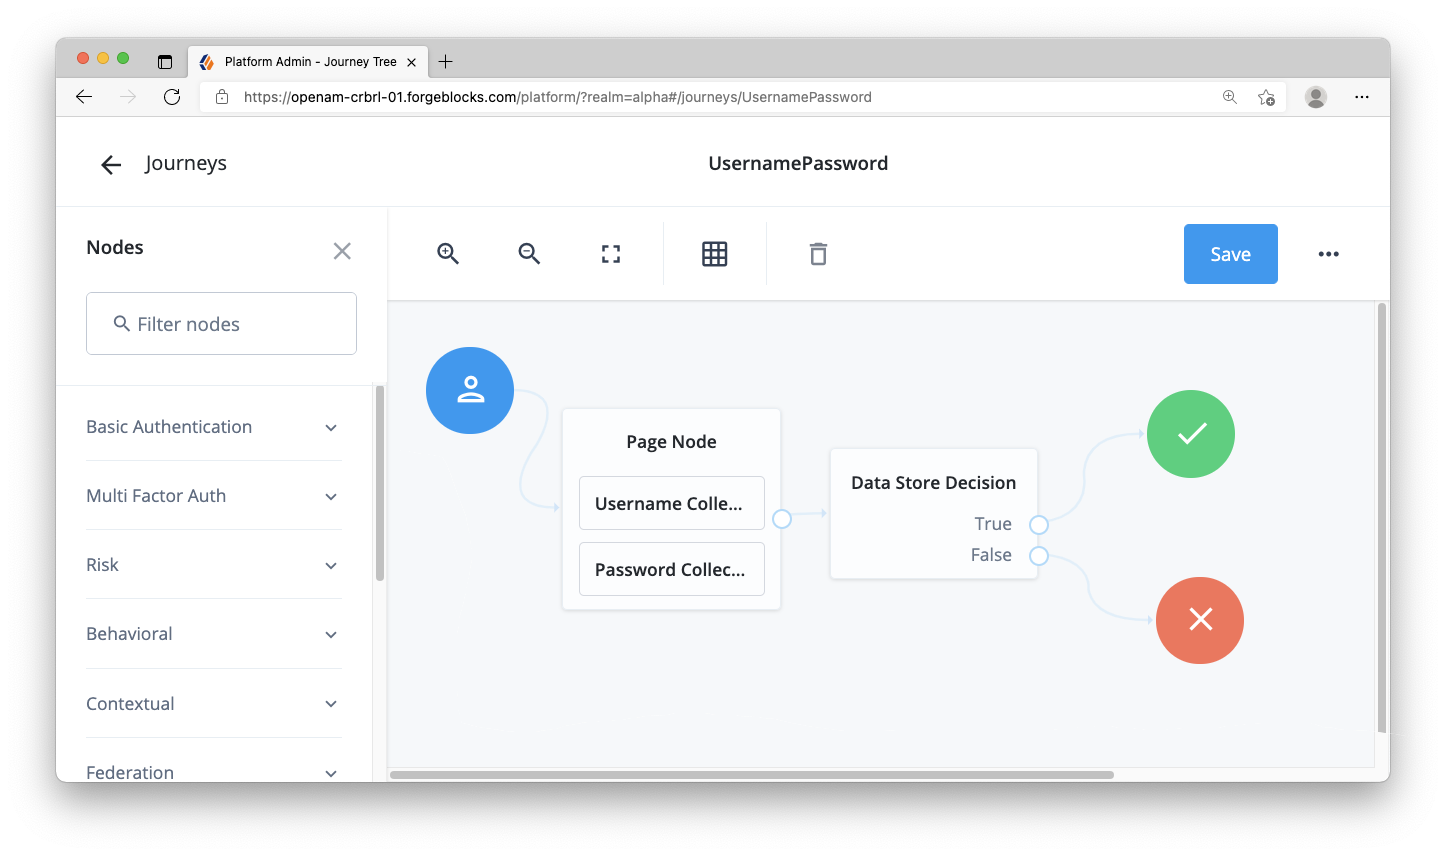 Platform Admin - Journey Tree
https://openam-crbrl-01.forgeblocks.com/platform/?realm=alpha#/journeys/UsernamePassword
Journeys
UsernamePassword
Nodes
Save
Filter nodes
Basic Authentication
Multi Factor Auth
Risk
Behavioral
Contextual
Federation
Page Node
Username Colle...
Password Collec...
Data Store Decision
True
False